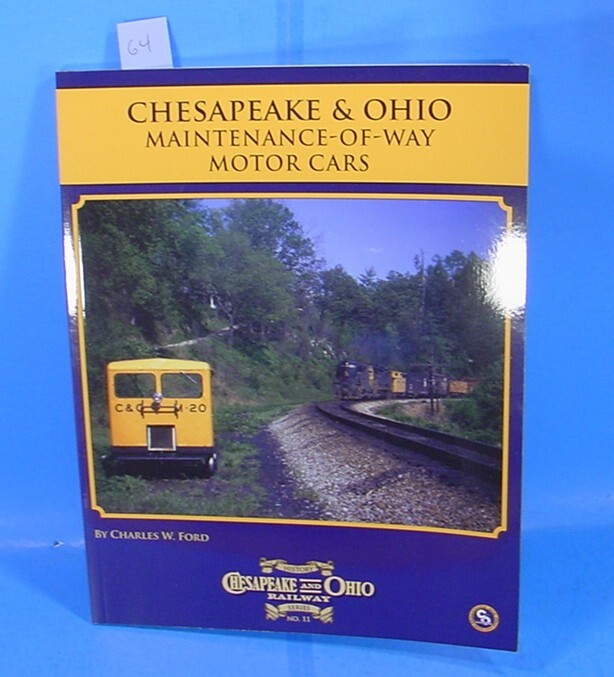 64
CHESAPEAKE & OHIO
MAINTENANCE-OF-WAY
MOTOR CARS
C & O M-20
BY CHARLES W. FORD
HISTORY
CHESAPEAKE AND OHIO
RAILWAY
SERIES
NO. 11